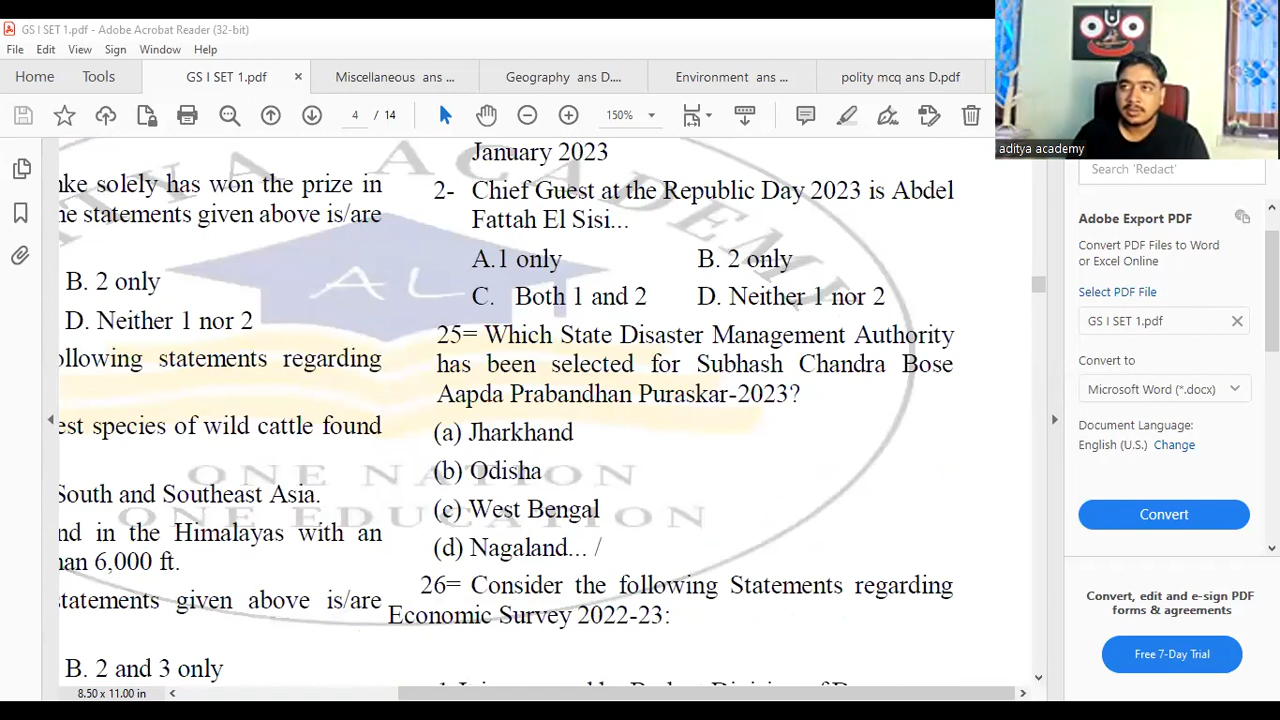 GS I SET 1.pdf - Adobe Acrobat Reader (32-bit)
File Edit View Sign Window Help
Home Tools GS I SET 1.pdf × Miscellaneous ans ... Geography ans D.... Environment ans ... polity mcq ans D.pdf
4 / 14 150%
aditya academy
January 2023
solely has won the prize in
statements given above is/are
B. 2 only
D. Neither 1 nor 2
following statements regarding
species of wild cattle found
South and Southeast Asia.
in the Himalayas with an
6,000 ft.
statements given above is/are
B. 2 and 3 only
2- Chief Guest at the Republic Day 2023 is Abdel
Fattah El Sisi...
A.1 only B. 2 only
C. Both 1 and 2 D. Neither 1 nor 2
25= Which State Disaster Management Authority
has been selected for Subhash Chandra Bose
Aapda Prabandhan Puraskar-2023?
(a) Jharkhand
(b) Odisha
(c) West Bengal
(d) Nagaland... /
26= Consider the following Statements regarding
Economic Survey 2022-23:
ACADEMY
AL
ONE NATION
ONE EDUCATION
8.50 x 11.00 in
Search 'Redact'
Adobe Export PDF
Convert PDF Files to Word
or Excel Online
Select PDF File
GS I SET 1.pdf
Convert to
Microsoft Word (*.docx)
Document Language:
English (U.S.) Change
Convert
Convert, edit and e-sign PDF
forms & agreements
Free 7-Day Trial